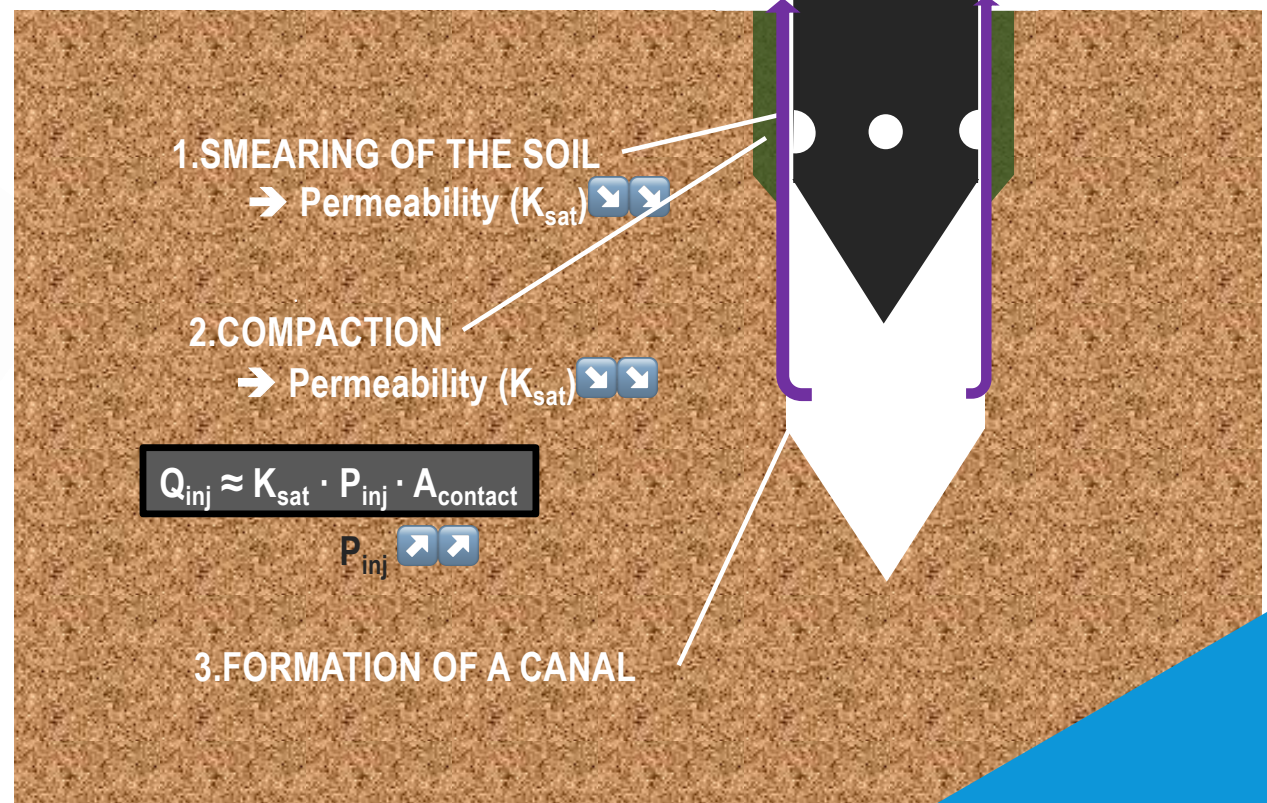 1.SMEARING OF THE SOIL
➔ Permeability (Ksat)↘↘
2.COMPACTION
➔ Permeability (Ksat)↘↘
Qinj ≈ Ksat · Pinj · Acontact
Pinj ↗↗
3.FORMATION OF A CANAL